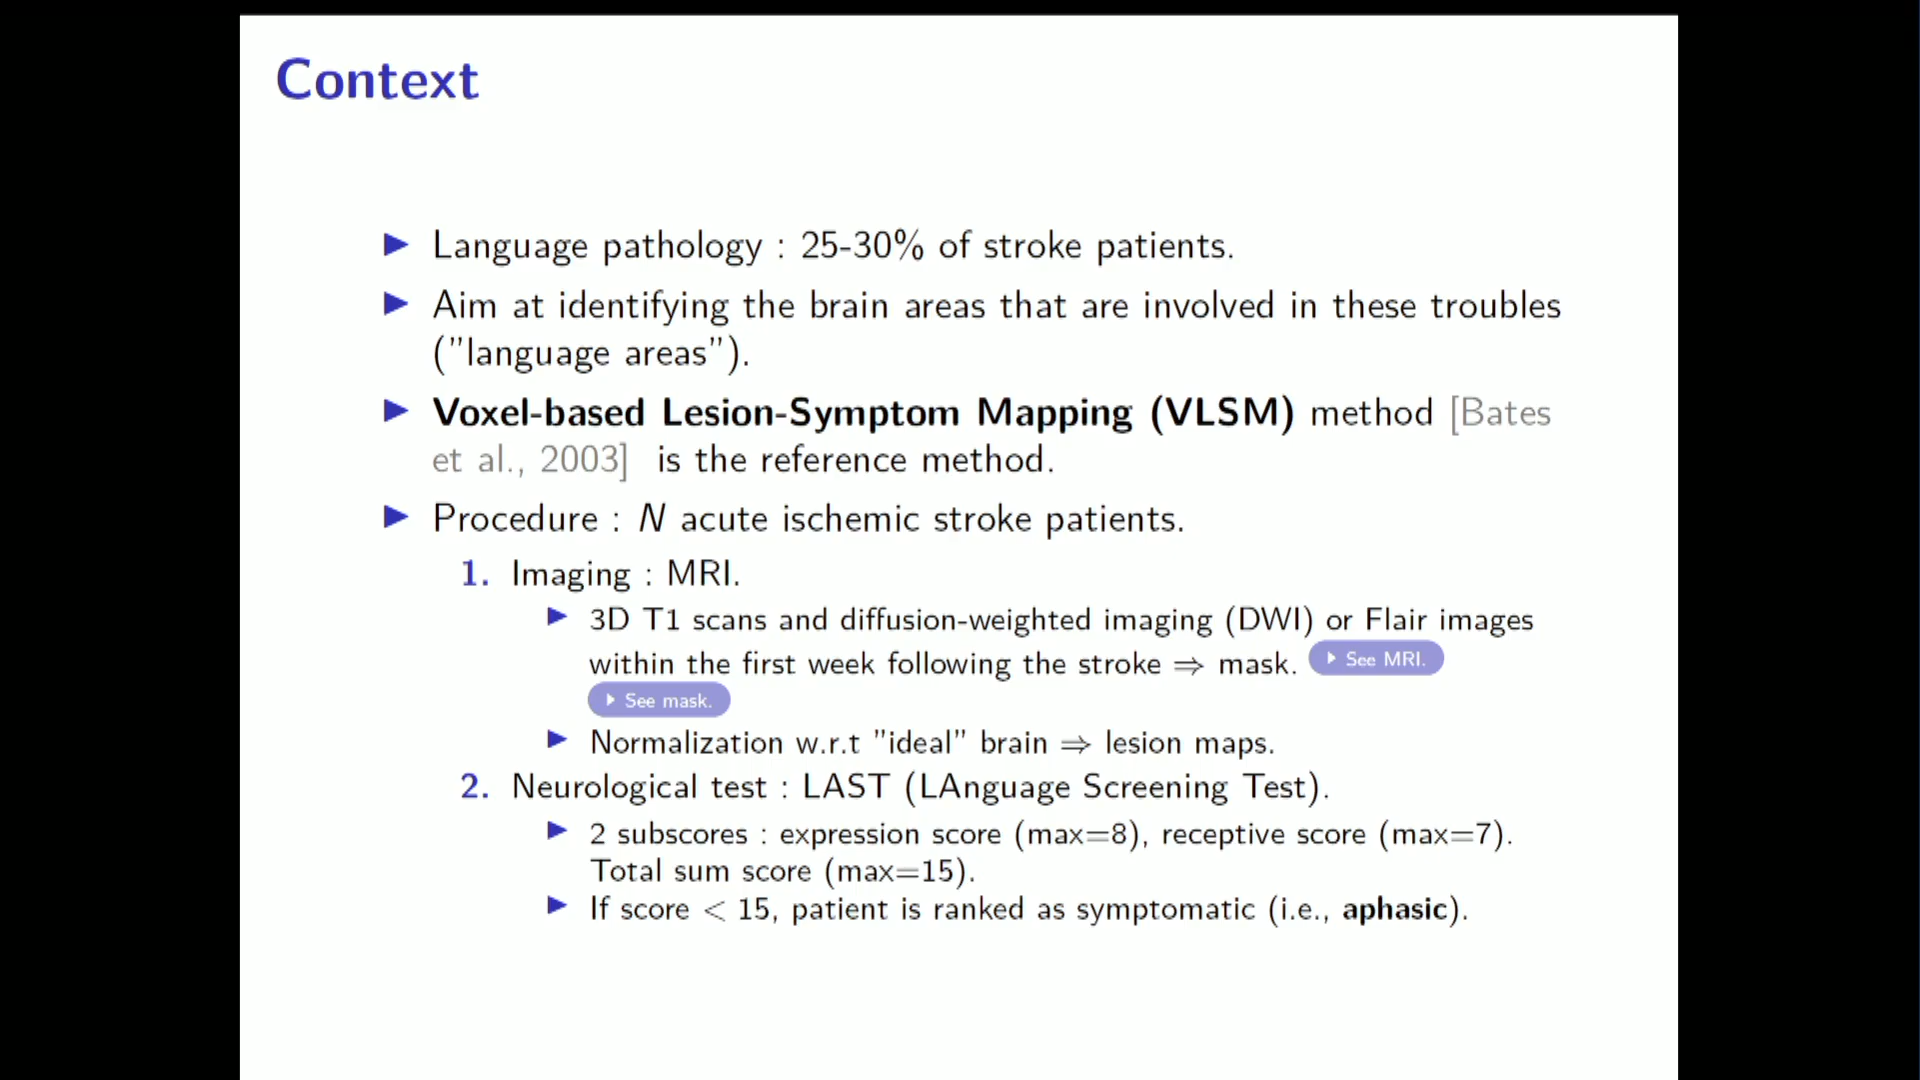 Context
▶ Language pathology : 25-30% of stroke patients.
▶ Aim at identifying the brain areas that are involved in these troubles
("language areas").
▶ Voxel-based Lesion-Symptom Mapping (VLSM) method [Bates
et al., 2003] is the reference method.
▶ Procedure : N acute ischemic stroke patients.
1. Imaging : MRI.
▶ 3D T1 scans and diffusion-weighted imaging (DWI) or Flair images
within the first week following the stroke ⇒ mask. ▶ See MRI.
▶ See mask.
▶ Normalization w.r.t "ideal" brain ⇒ lesion maps.
2. Neurological test : LAST (LAnguage Screening Test).
▶ 2 subscores : expression score (max=8), receptive score (max=7).
Total sum score (max=15).
▶ If score < 15, patient is ranked as symptomatic (i.e., aphasic).